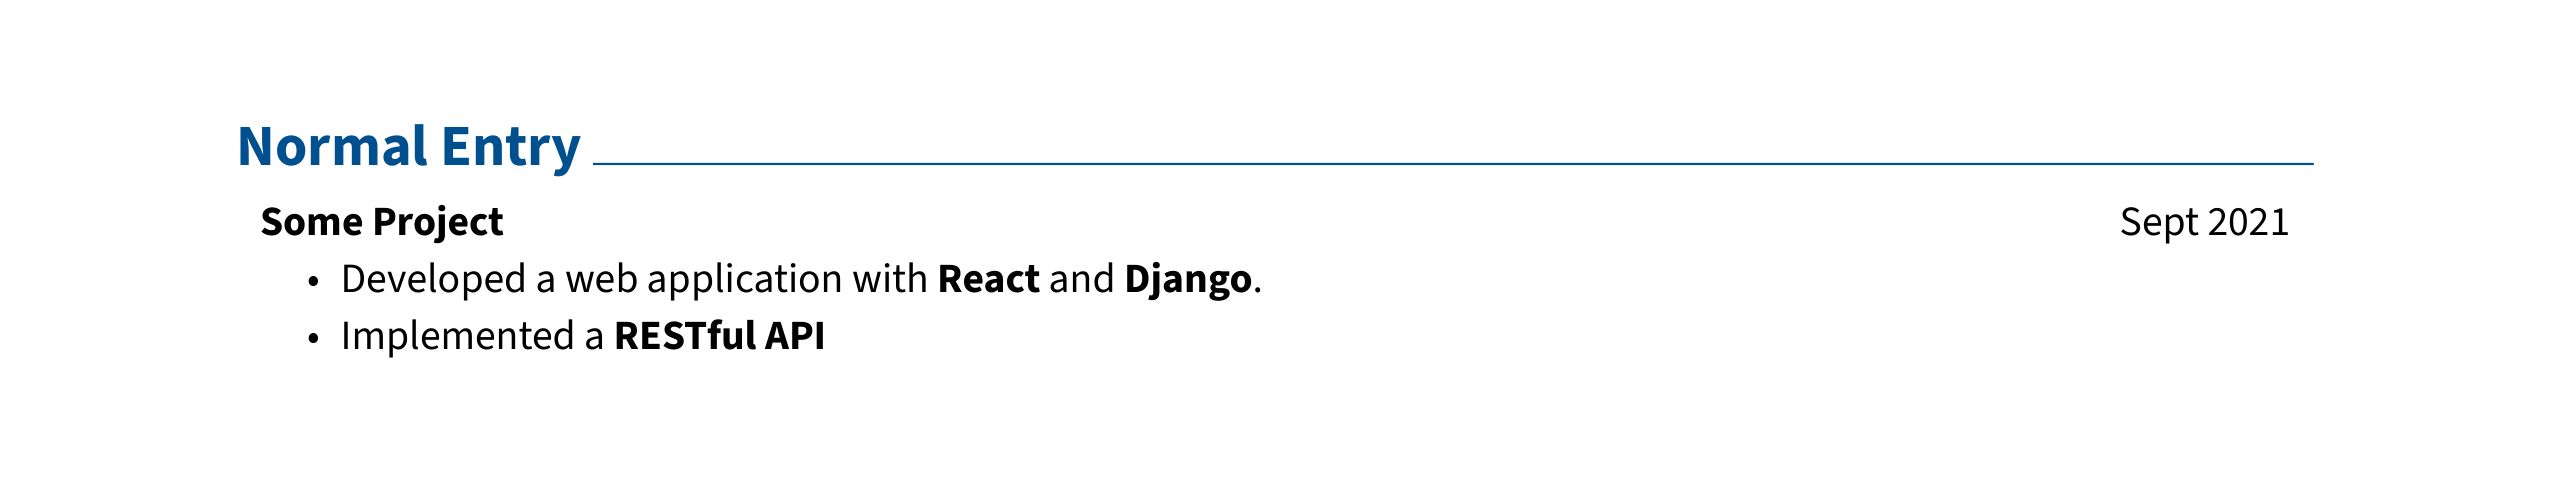 Normal Entry
Some Project Sept 2021
• Developed a web application with React and Django.
• Implemented a RESTful API